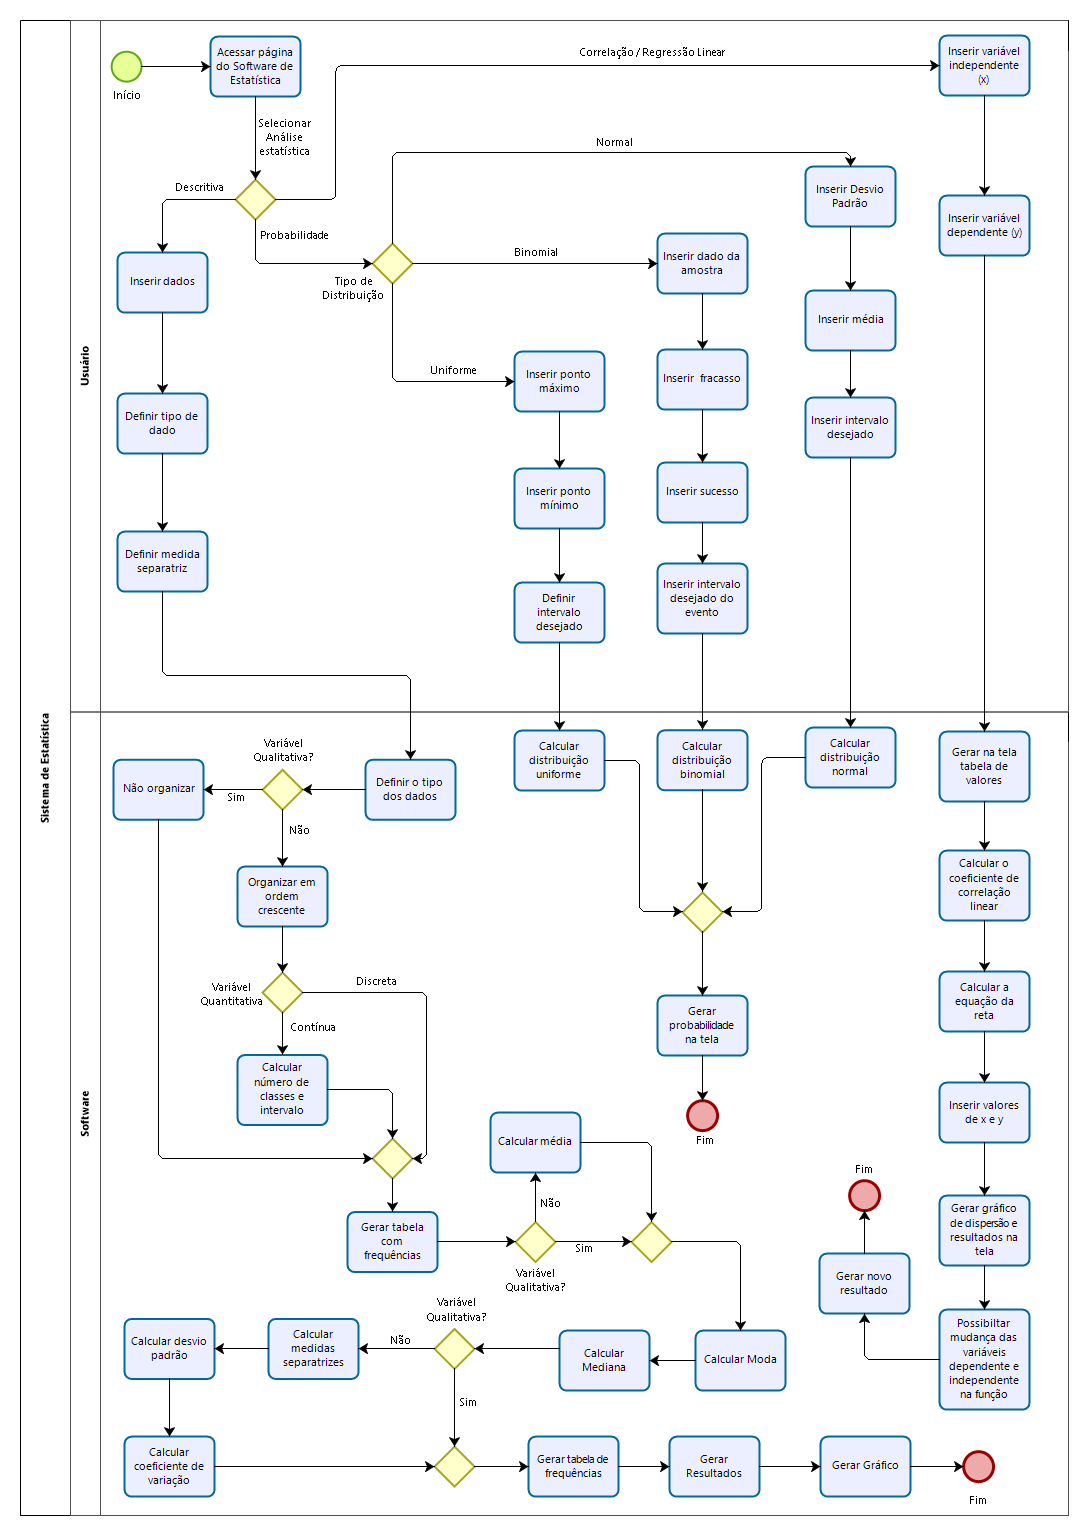 Sistema de Estatística
Usuário
Início
Acessar página
do Software de
Estatística
Selecionar
Análise
estatística
Correlação / Regressão Linear
Inserir variável
independente
(x)
Descritiva
Probabilidade
Tipo de
Distribuição
Normal
Binomial
Uniforme
Inserir Desvio
Padrão
Inserir variável
dependente (y)
Inserir dados
Inserir dado da
amostra
Inserir média
Inserir ponto
máximo
Inserir  fracasso
Definir tipo de
dado
Inserir intervalo
desejado
Inserir ponto
mínimo
Inserir sucesso
Definir medida
separatriz
Definir
intervalo
desejado
Inserir intervalo
desejado do
evento
Software
Variável
Qualitativa?
Não organizar
Sim
Definir o tipo
dos dados
Não
Calcular
distribuição
uniforme
Calcular
distribuição
binomial
Calcular
distribuição
normal
Gerar na tela
tabela de
valores
Organizar em
ordem
crescente
Calcular o
coeficiente de
correlação
linear
Variável
Quantitativa
Discreta
Contínua
Calcular a
equação da
reta
Gerar
probabilidade
na tela
Calcular
número de
classes e
intervalo
Fim
Inserir valores
de x e y
Calcular média
Não
Fim
Gerar tabela
com
frequências
Sim
Variável
Qualitativa?
Gerar gráfico
de dispersão e
resultados na
tela
Gerar novo
resultado
Variável
Qualitativa?
Calcular desvio
padrão
Calcular
medidas
separatrizes
Não
Calcular
Mediana
Calcular Moda
Possibiltar
mudança das
variáveis
dependente e
independente
na função
Sim
Calcular
coeficiente de
variação
Gerar tabela de
frequências
Gerar
Resultados
Gerar Gráfico
Fim